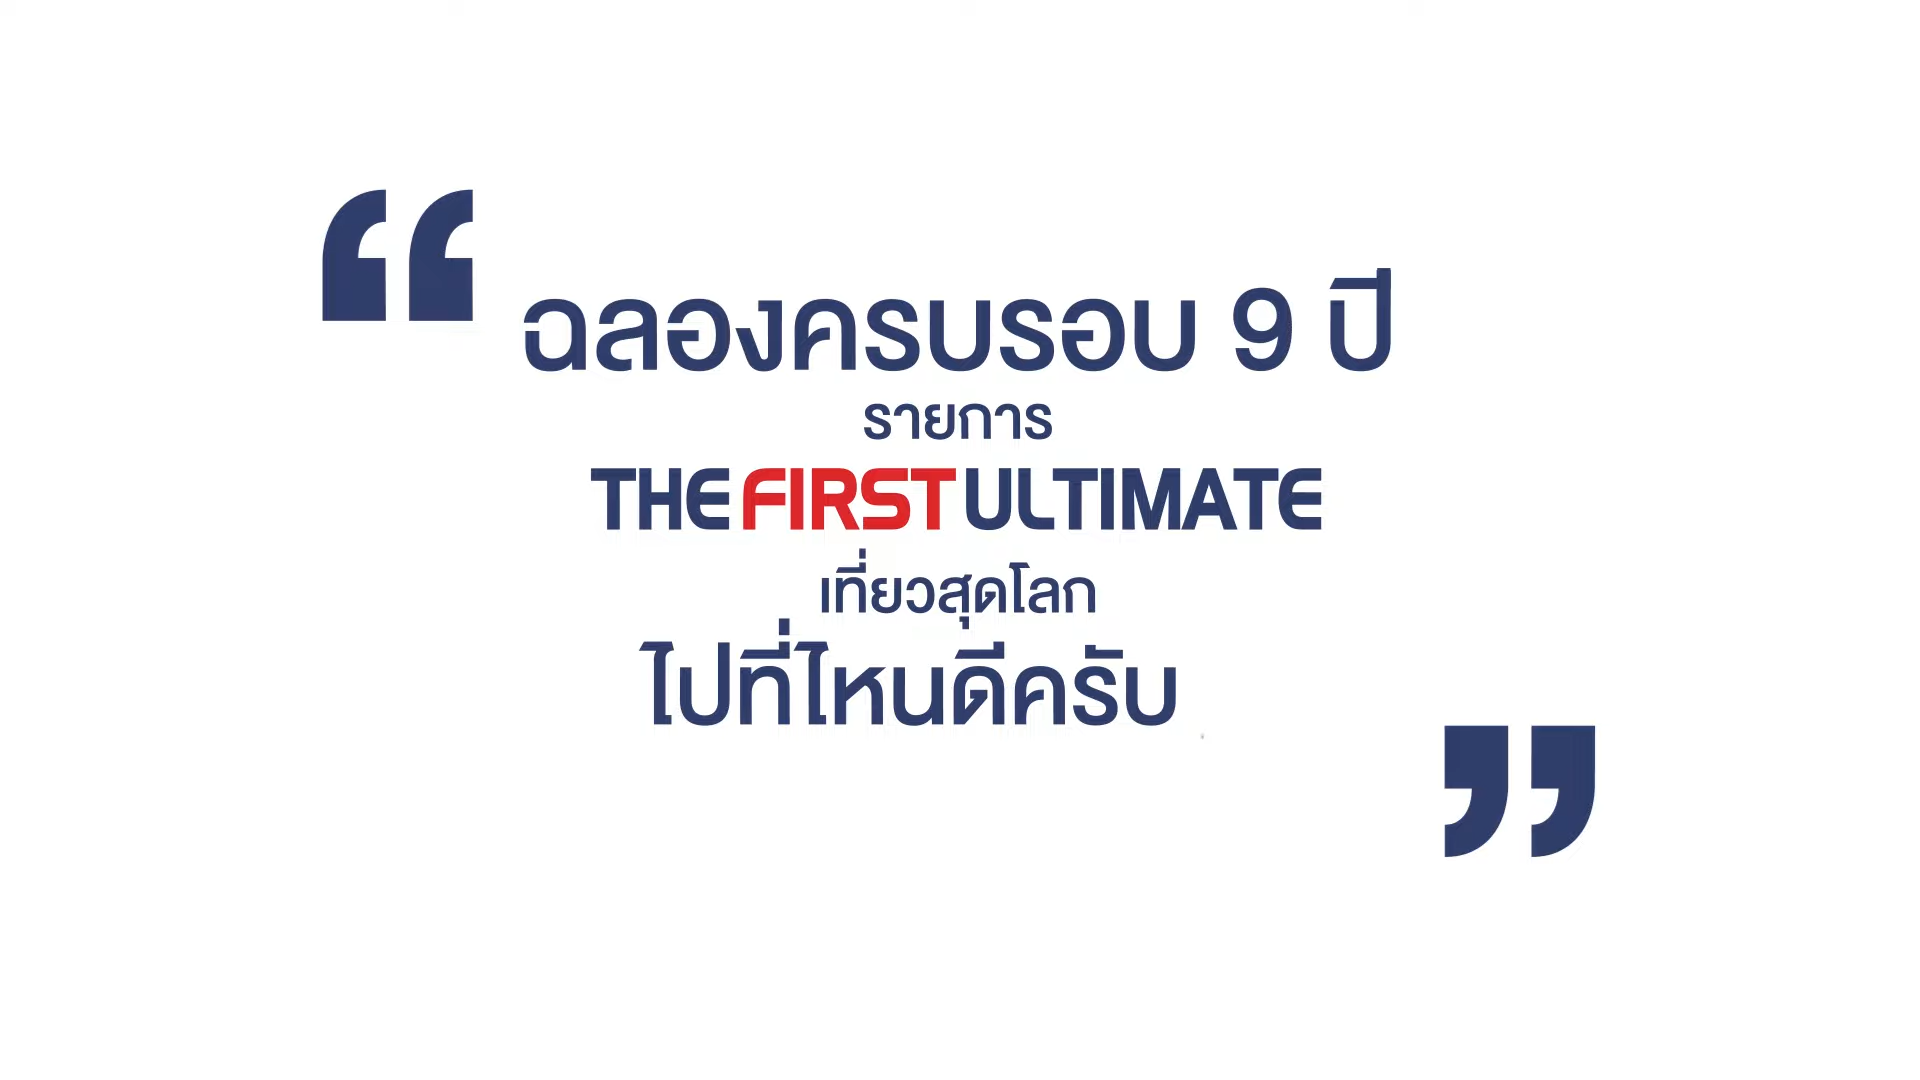 “ฉลองครบรอบ 9 ปี
รายการ
THE FIRST ULTIMATE
เที่ยวสุดโลก
ไปที่ไหนดีครับ”